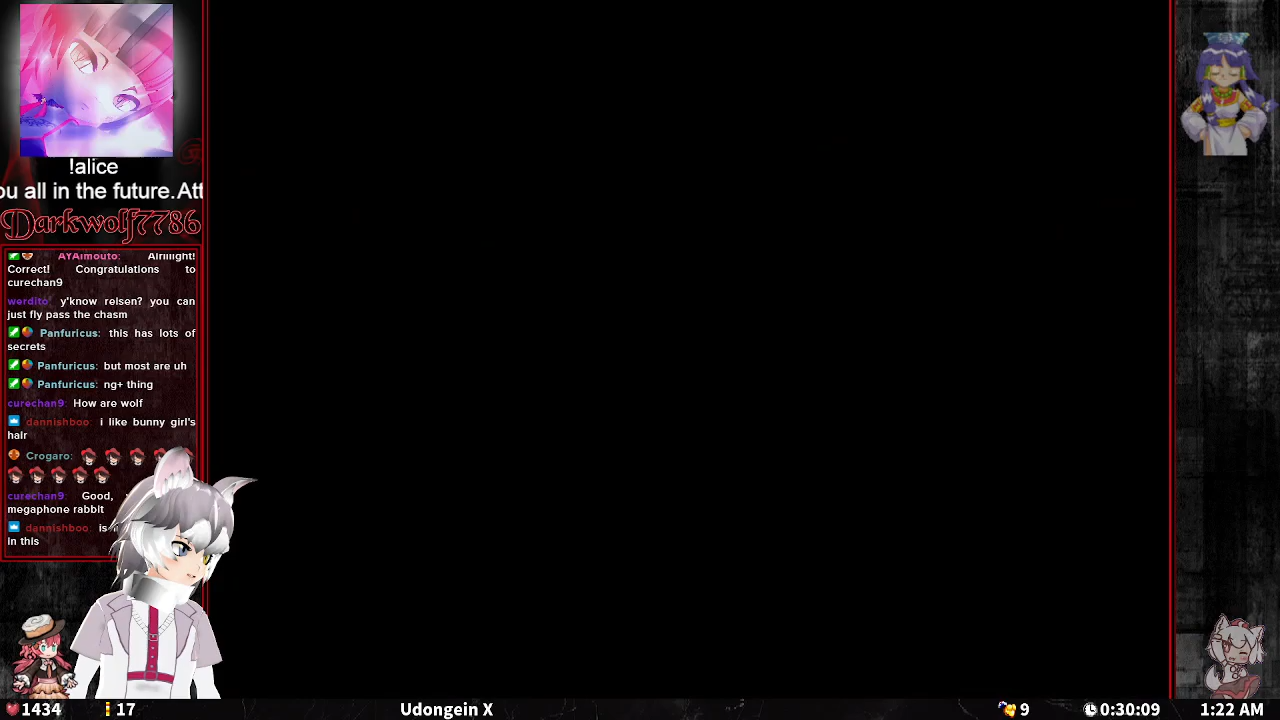 !alice
ou all in the future.Att
Darkwolf7786
AYAimouto: Alriiiight!
Correct! Congratulations to
curechan9
werdito: y'know reisen? you can
just fly pass the chasm
Panfuricus: this has lots of
secrets
Panfuricus: but most are uh
Panfuricus: ng+ thing
curechan9: How are wolf
dannishboo: i like bunny girl's
hair
Crogaro:
curechan9: Good,
megaphone rabbit
dannishboo: is
in this
1434
17
Udongein X
9
0:30:09
1:22 AM